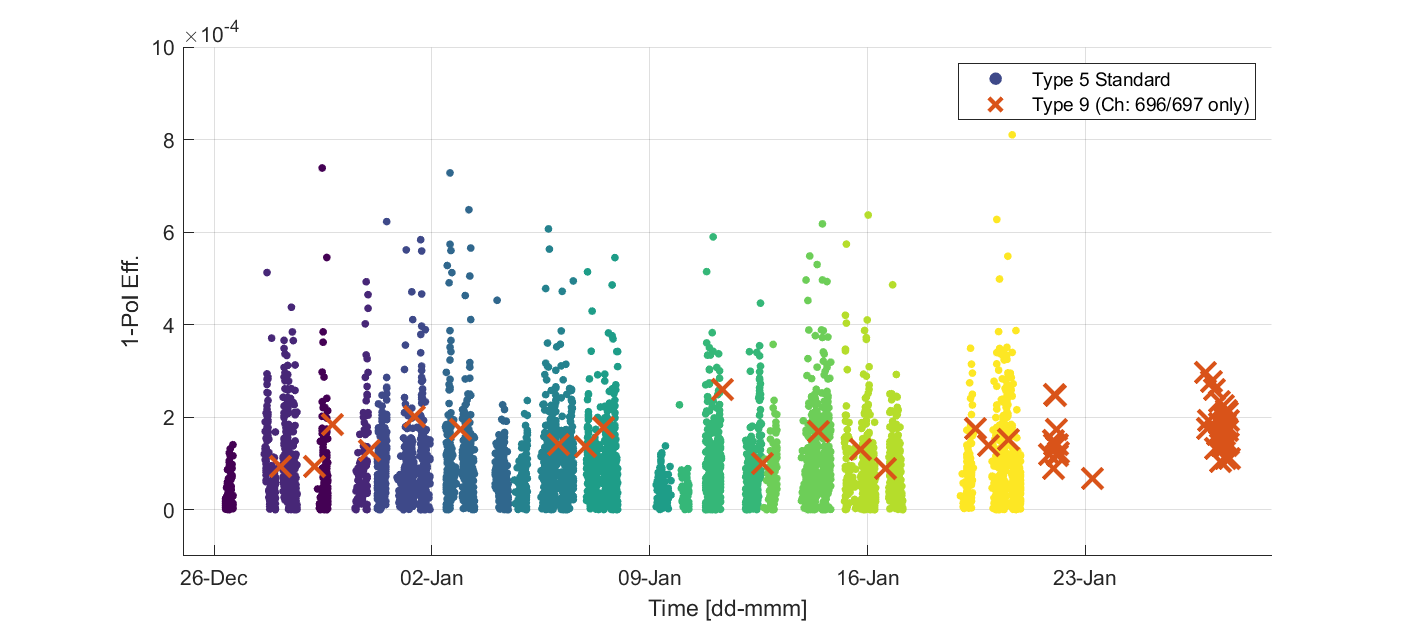 ×10⁻⁴
10
8
6
4
2
0
1-Pol Eff.
Type 5 Standard
Type 9 (Ch: 696/697 only)
26-Dec 02-Jan 09-Jan 16-Jan 23-Jan
Time [dd-mmm]